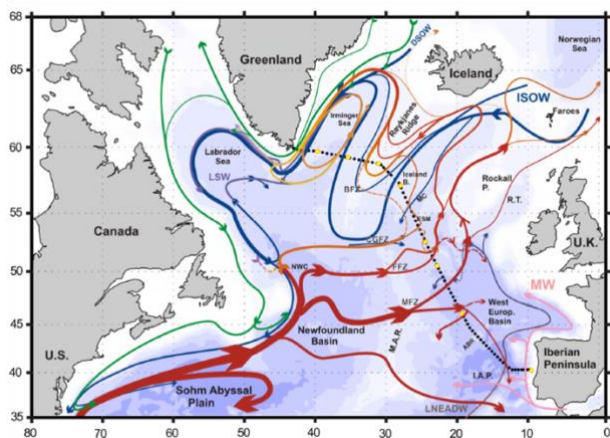 68
65
60
55
50
45
40
35
80
70
60
50
40
30
20
10
0
Norwegian
Sea
Greenland
DSOW
Iceland
ISOW
Faroes
Irminger
Sea
Reykjanes
Ridge
Labrador
Sea
LSW
Iceland
B.
Rockall
P.
R.T.
BFZ
MC
Canada
CGFZ
U.K.
NWC
FFZ
MW
MFZ
West
Europ.
Basin
Newfoundland
Basin
M.A.R.
U.S.
Iberian
Peninsula
I.A.P.
Sohm Abyssal
Plain
LNEADW